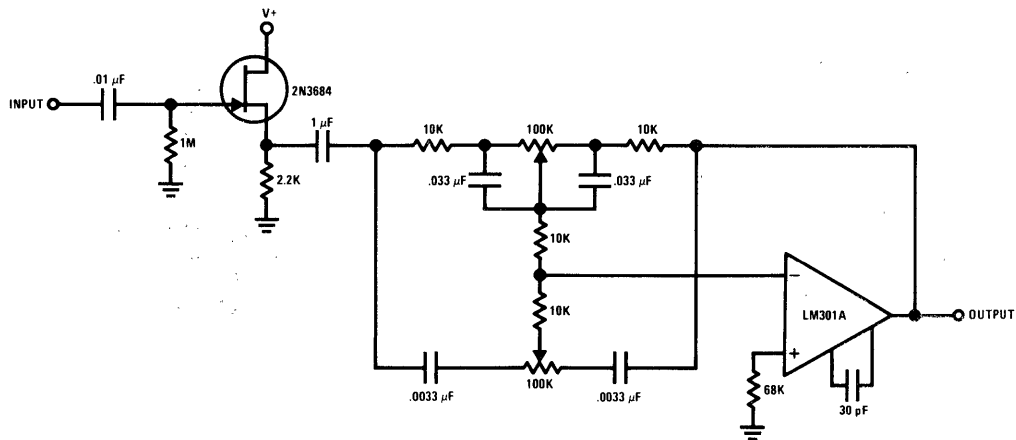 V+
.01 μF
2N3684
INPUT
1 μF
1M
2.2K
10K
100K
10K
.033 μF
.033 μF
10K
10K
−
LM301A
OUTPUT
+
100K
.0033 μF
.0033 μF
68K
30 pF